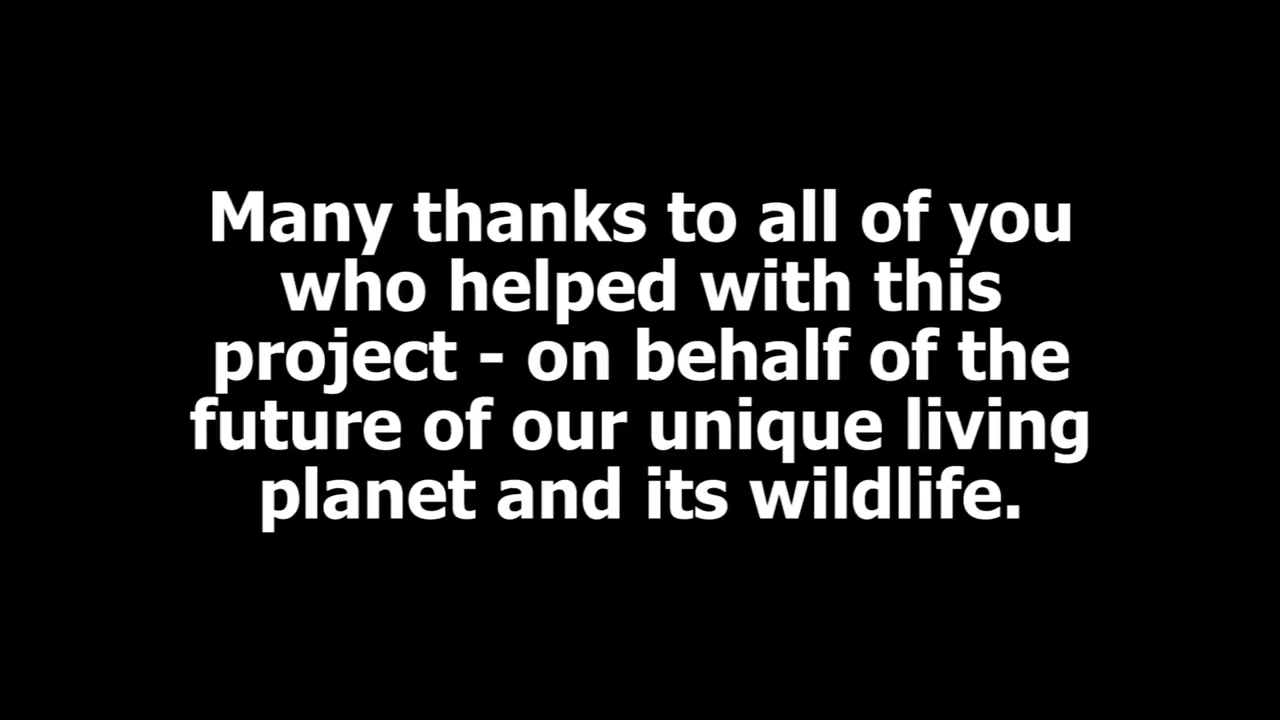 Many thanks to all of you
who helped with this
project - on behalf of the
future of our unique living
planet and its wildlife.